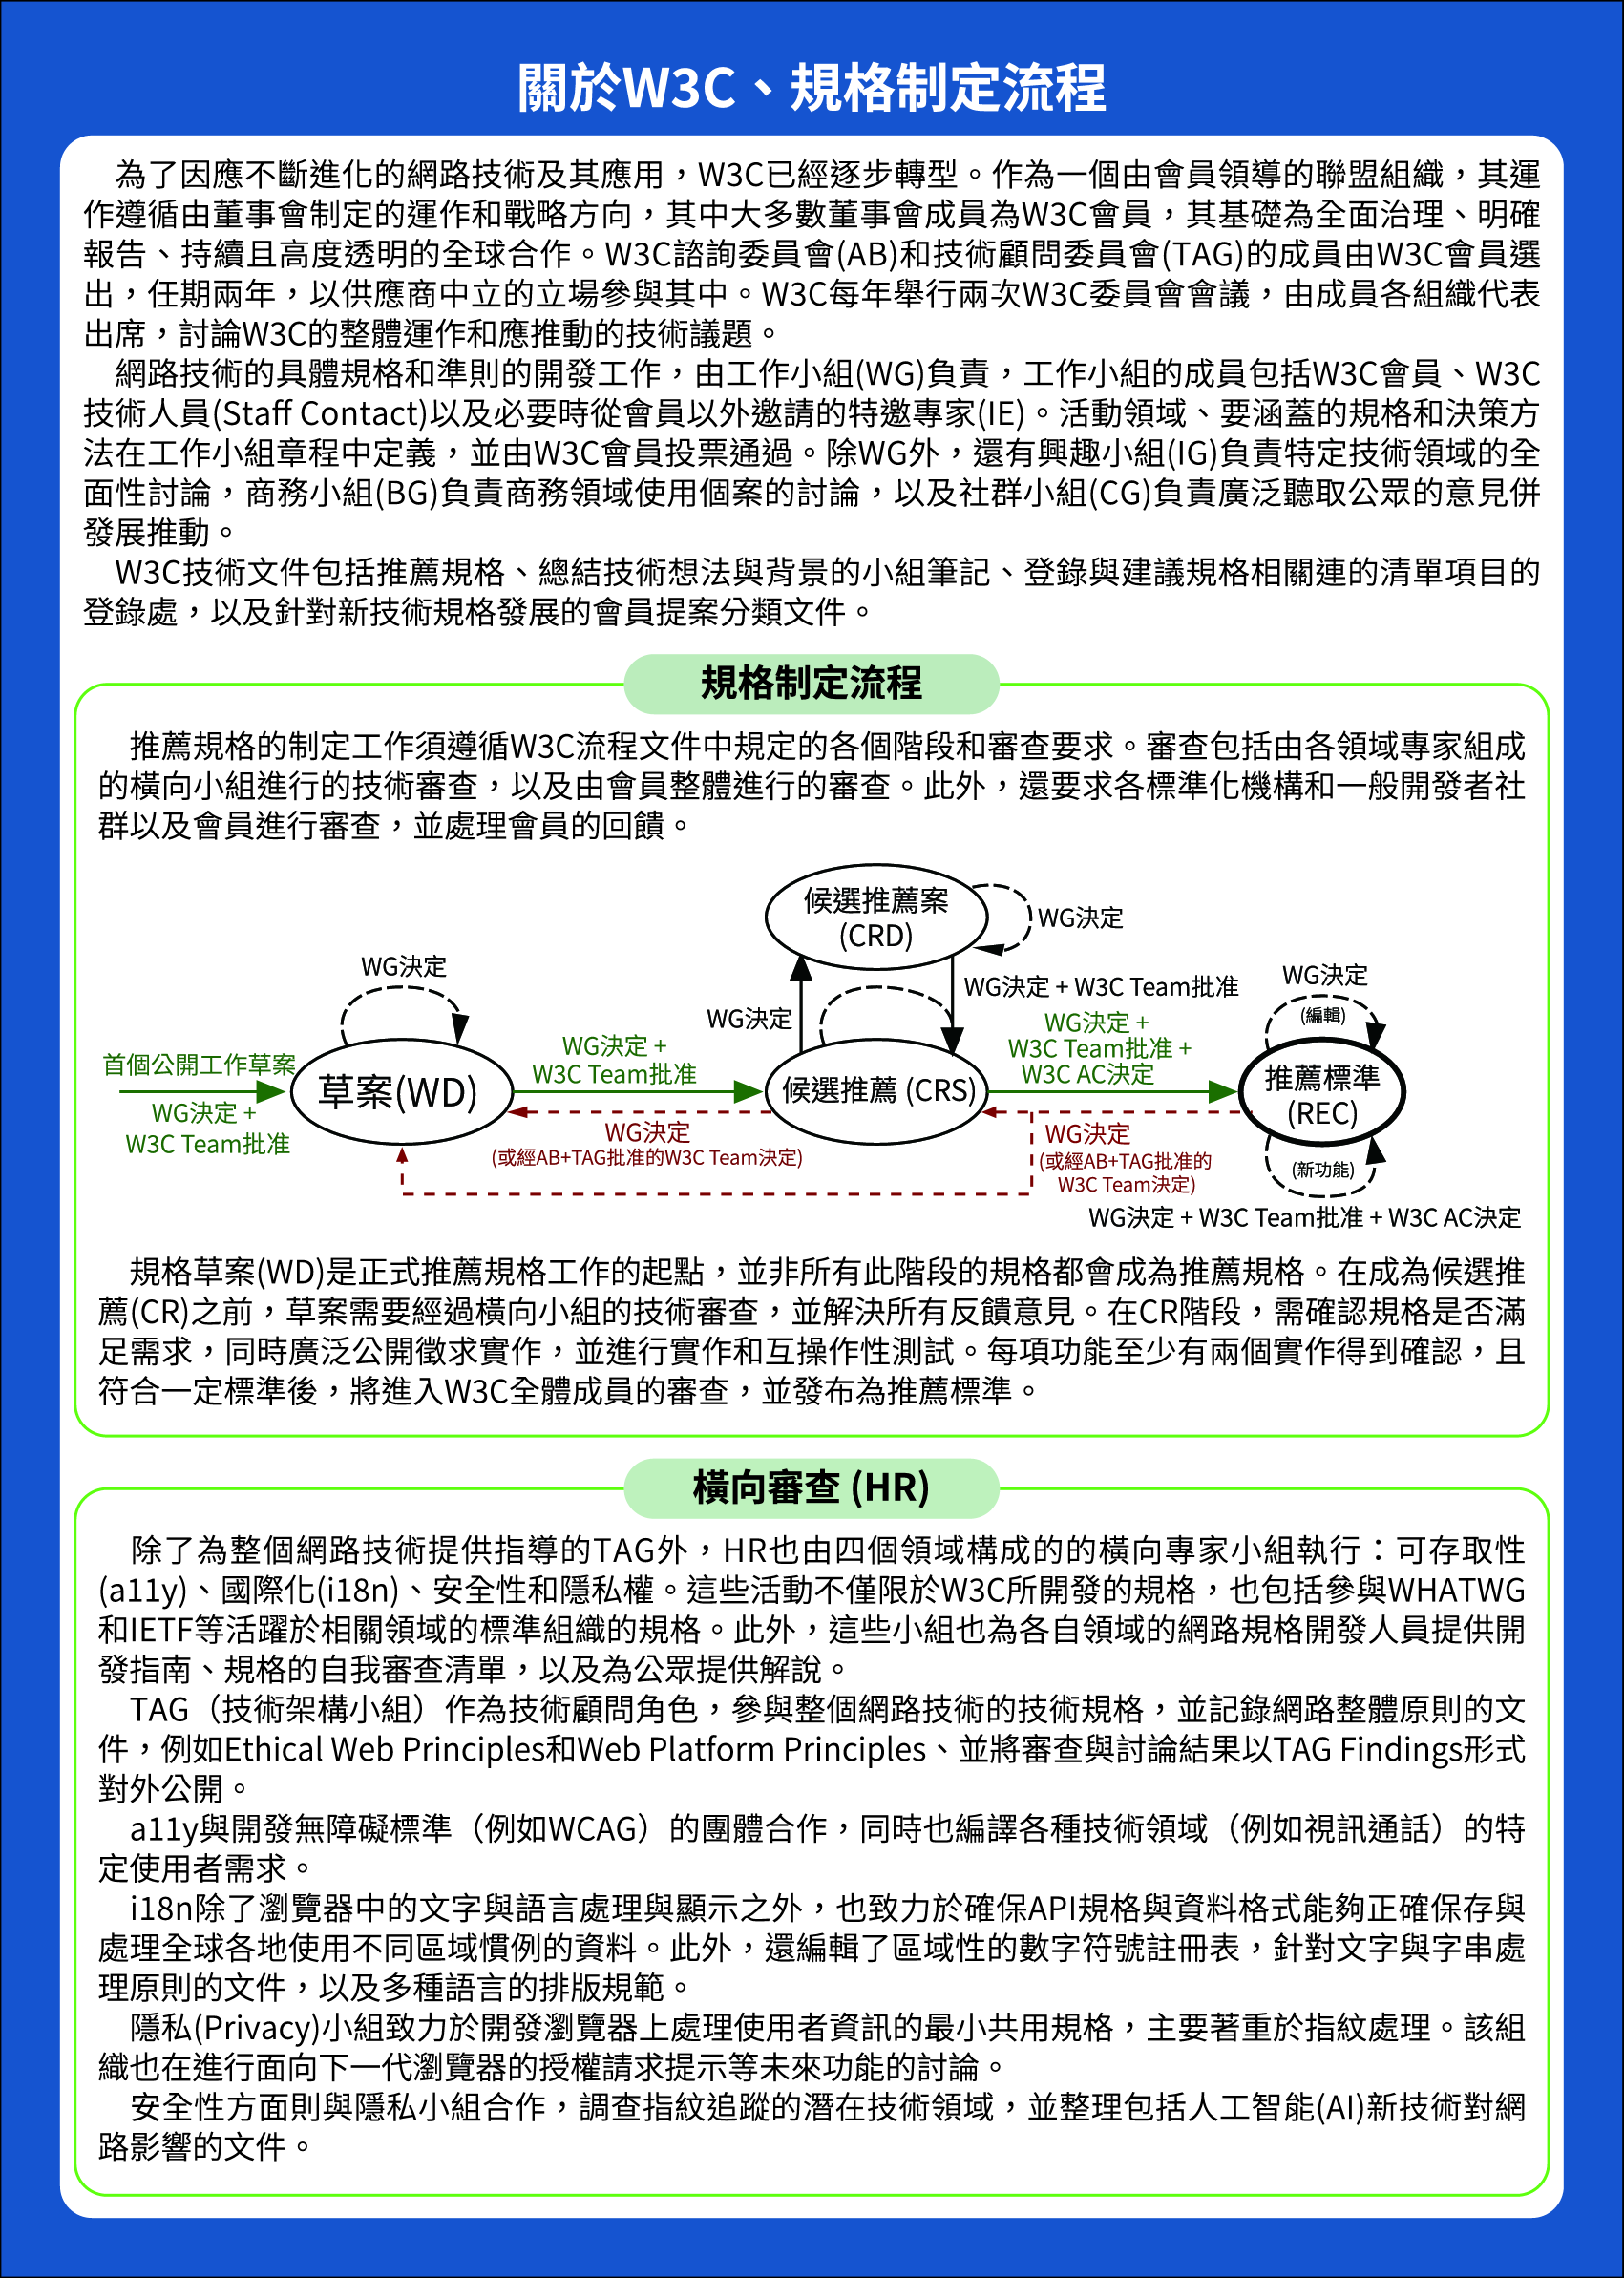 關於W3C、規格制定流程
為了因應不斷進化的網路技術及其應用，W3C已經逐步轉型。作為一個由會員領導的聯盟組織，其運
作遵循由董事會制定的運作和戰略方向，其中大多數董事會成員為W3C會員，其基礎為全面治理、明確
報告、持續且高度透明的全球合作。W3C諮詢委員會(AB)和技術顧問委員會(TAG)的成員由W3C會員選
出，任期兩年，以供應商中立的立場參與其中。W3C每年舉行兩次W3C委員會會議，由成員各組織代表
出席，討論W3C的整體運作和應推動的技術議題。
網路技術的具體規格和準則的開發工作，由工作小組(WG)負責，工作小組的成員包括W3C會員、W3C
技術人員(Staff Contact)以及必要時從會員以外邀請的特邀專家(IE)。活動領域、要涵蓋的規格和決策方
法在工作小組章程中定義，並由W3C會員投票通過。除WG外，還有興趣小組(IG)負責特定技術領域的全
面性討論，商務小組(BG)負責商務領域使用個案的討論，以及社群小組(CG)負責廣泛聽取公眾的意見併
發展推動。
W3C技術文件包括推薦規格、總結技術想法與背景的小組筆記、登錄與建議規格相關連的清單項目的
登錄處，以及針對新技術規格發展的會員提案分類文件。
規格制定流程
推薦規格的制定工作須遵循W3C流程文件中規定的各個階段和審查要求。審查包括由各領域專家組成
的橫向小組進行的技術審查，以及由會員整體進行的審查。此外，還要求各標準化機構和一般開發者社
群以及會員進行審查，並處理會員的回饋。
候選推薦案
(CRD)
WG決定
WG決定
WG決定 + W3C Team批准
WG決定
(編輯)
WG決定
WG決定 +
W3C Team批准 +
W3C AC決定
WG決定 +
W3C Team批准
首個公開工作草案
WG決定 +
W3C Team批准
草案(WD)
候選推薦 (CRS)
推薦標準
(REC)
WG決定
(或經AB+TAG批准的W3C Team決定)
WG決定
(或經AB+TAG批准的
W3C Team決定)
(新功能)
WG決定 + W3C Team批准 + W3C AC決定
規格草案(WD)是正式推薦規格工作的起點，並非所有此階段的規格都會成為推薦規格。在成為候選推
薦(CR)之前，草案需要經過橫向小組的技術審查，並解決所有反饋意見。在CR階段，需確認規格是否滿
足需求，同時廣泛公開徵求實作，並進行實作和互操作性測試。每項功能至少有兩個實作得到確認，且
符合一定標準後，將進入W3C全體成員的審查，並發布為推薦標準。
橫向審查 (HR)
除了為整個網路技術提供指導的TAG外，HR也由四個領域構成的的橫向專家小組執行：可存取性
(a11y)、國際化(i18n)、安全性和隱私權。這些活動不僅限於W3C所開發的規格，也包括參與WHATWG
和IETF等活躍於相關領域的標準組織的規格。此外，這些小組也為各自領域的網路規格開發人員提供開
發指南、規格的自我審查清單，以及為公眾提供解說。
TAG（技術架構小組）作為技術顧問角色，參與整個網路技術的技術規格，並記錄網路整體原則的文
件，例如Ethical Web Principles和Web Platform Principles、並將審查與討論結果以TAG Findings形式
對外公開。
a11y與開發無障礙標準（例如WCAG）的團體合作，同時也編譯各種技術領域（例如視訊通話）的特
定使用者需求。
i18n除了瀏覽器中的文字與語言處理與顯示之外，也致力於確保API規格與資料格式能夠正確保存與
處理全球各地使用不同區域慣例的資料。此外，還編輯了區域性的數字符號註冊表，針對文字與字串處
理原則的文件，以及多種語言的排版規範。
隱私(Privacy)小組致力於開發瀏覽器上處理使用者資訊的最小共用規格，主要著重於指紋處理。該組
織也在進行面向下一代瀏覽器的授權請求提示等未來功能的討論。
安全性方面則與隱私小組合作，調查指紋追蹤的潛在技術領域，並整理包括人工智能(AI)新技術對網
路影響的文件。